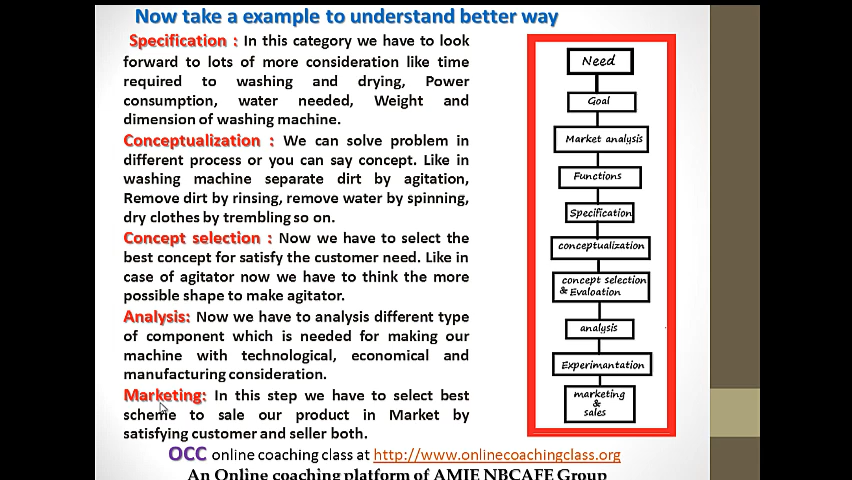 Now take a example to understand better way
Specification : In this category we have to look
forward to lots of more consideration like time
required to washing and drying, Power
consumption, water needed, Weight and
dimension of washing machine.
Conceptualization : We can solve problem in
different process or you can say concept. Like in
washing machine separate dirt by agitation,
Remove dirt by rinsing, remove water by spinning,
dry clothes by trembling so on.
Concept selection : Now we have to select the
best concept for satisfy the customer need. Like in
case of agitator now we have to think the more
possible shape to make agitator.
Analysis: Now we have to analysis different type
of component which is needed for making our
machine with technological, economical and
manufacturing consideration.
Marketing: In this step we have to select best
scheme to sale our product in Market by
satisfying customer and seller both.
Need
Goal
Market analysis
Functions
Specification
conceptualization
concept selection
& Evaloation
analysis
Experimantation
marketing
&
sales
OCC online coaching class at http://www.onlinecoachingclass.org
An Online coaching platform of AMIE NBCAFE Group